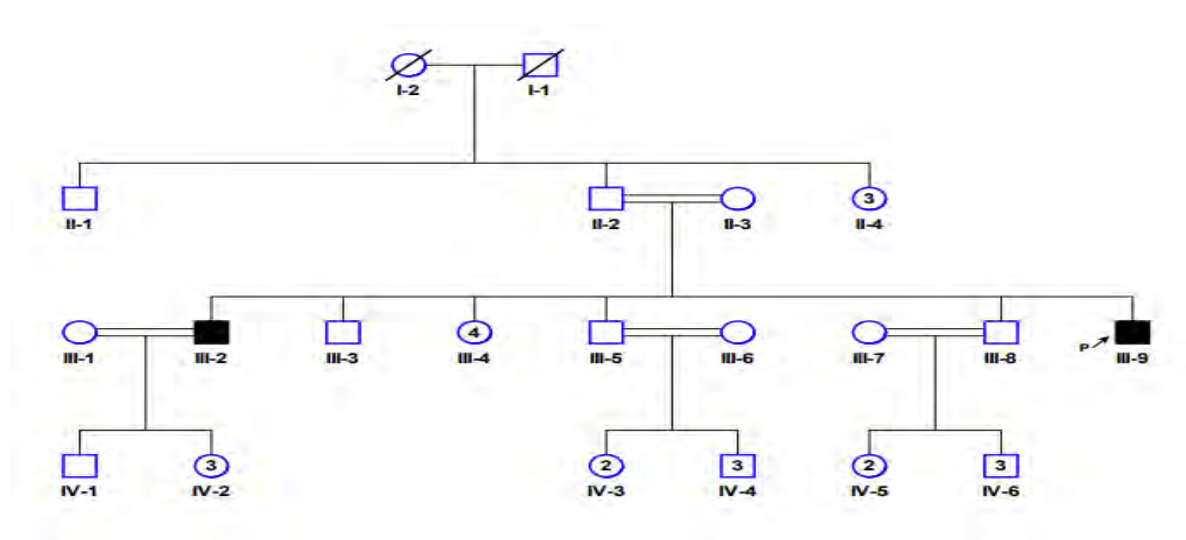 I-2 I-1
3
II-1 II-2 II-3 II-4
4 P
III-1 III-2 III-3 III-4 III-5 III-6 III-7 III-8 III-9
3 2 3 2 3
IV-1 IV-2 IV-3 IV-4 IV-5 IV-6